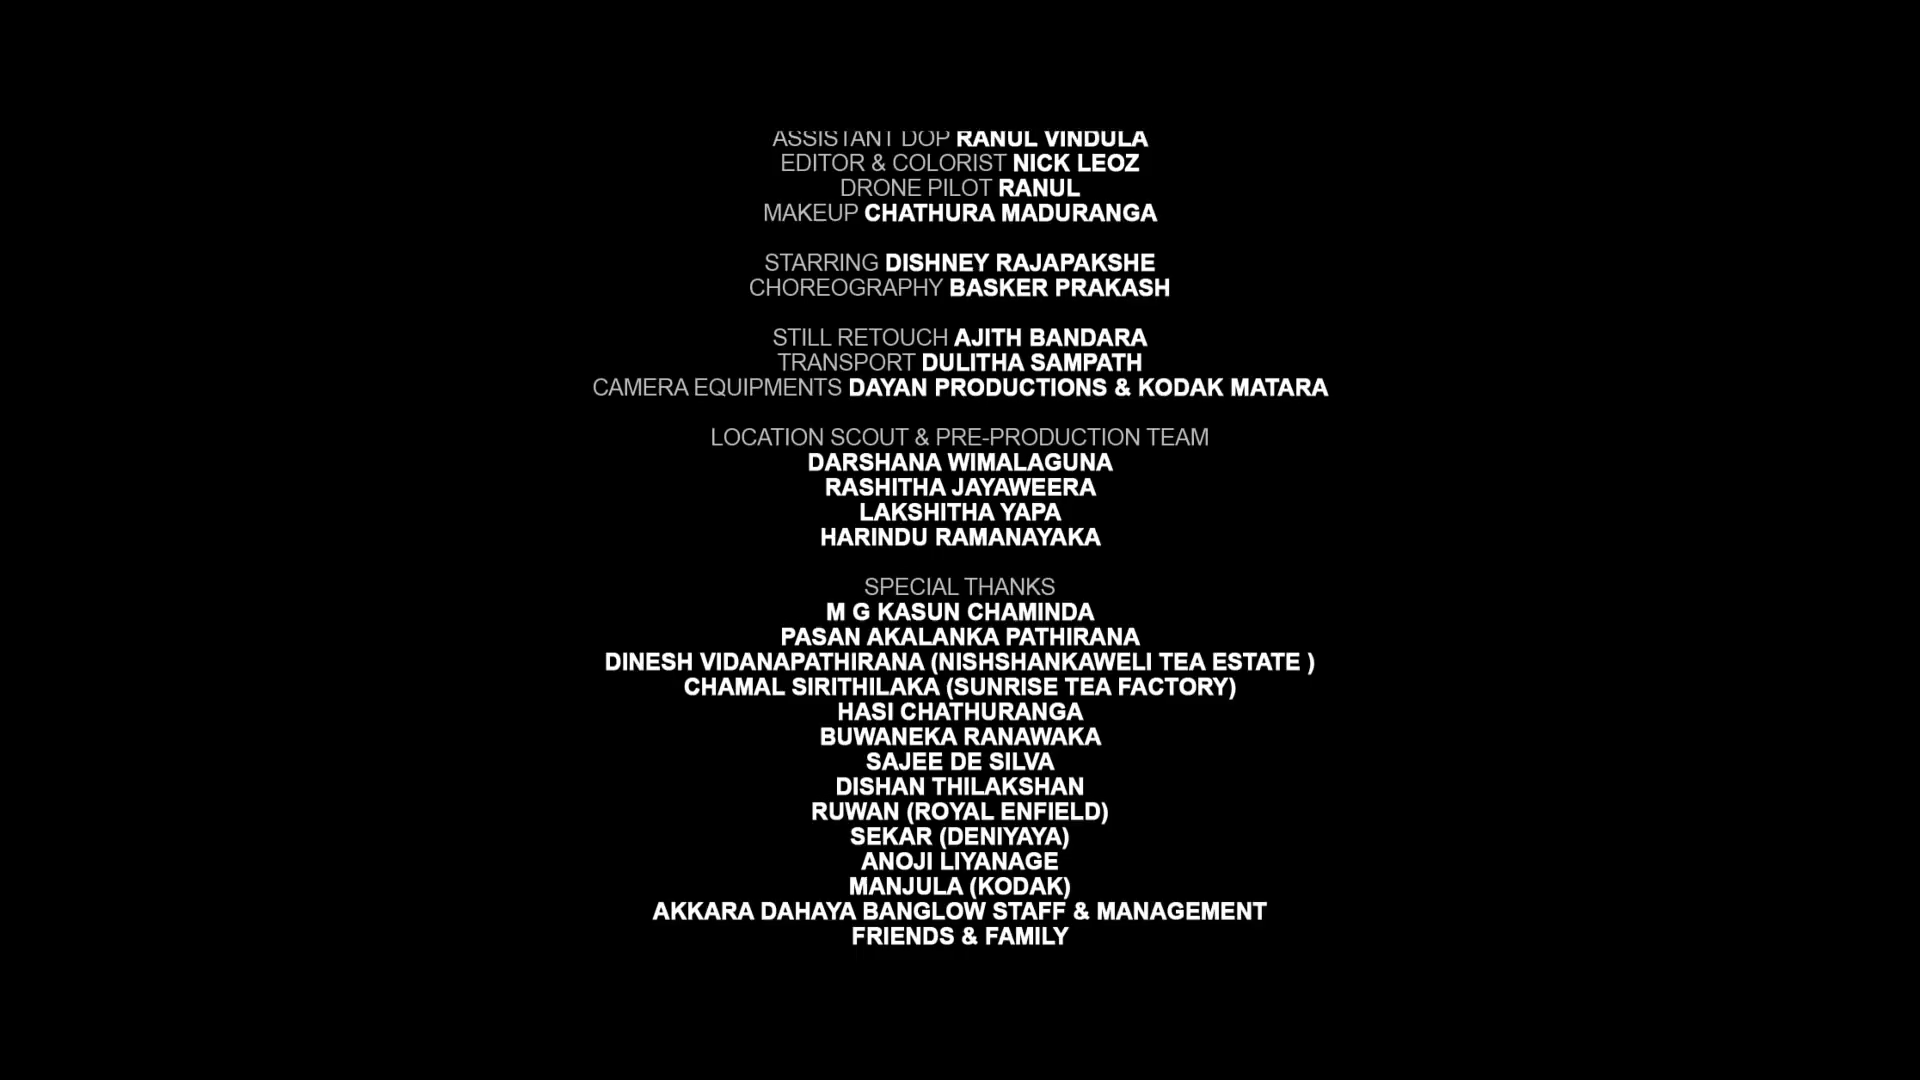 ASSISTANT DOP RANUL VINDULA
EDITOR & COLORIST NICK LEOZ
DRONE PILOT RANUL
MAKEUP CHATHURA MADURANGA
STARRING DISHNEY RAJAPAKSHE
CHOREOGRAPHY BASKER PRAKASH
STILL RETOUCH AJITH BANDARA
TRANSPORT DULITHA SAMPATH
CAMERA EQUIPMENTS DAYAN PRODUCTIONS & KODAK MATARA
LOCATION SCOUT & PRE-PRODUCTION TEAM
DARSHANA WIMALAGUNA
RASHITHA JAYAWEERA
LAKSHITHA YAPA
HARINDU RAMANAYAKA
SPECIAL THANKS
M G KASUN CHAMINDA
PASAN AKALANKA PATHIRANA
DINESH VIDANAPATHIRANA (NISHSHANKAWELI TEA ESTATE )
CHAMAL SIRITHILAKA (SUNRISE TEA FACTORY)
HASI CHATHURANGA
BUWANEKA RANAWAKA
SAJEE DE SILVA
DISHAN THILAKSHAN
RUWAN (ROYAL ENFIELD)
SEKAR (DENIYAYA)
ANOJI LIYANAGE
MANJULA (KODAK)
AKKARA DAHAYA BANGLOW STAFF & MANAGEMENT
FRIENDS & FAMILY